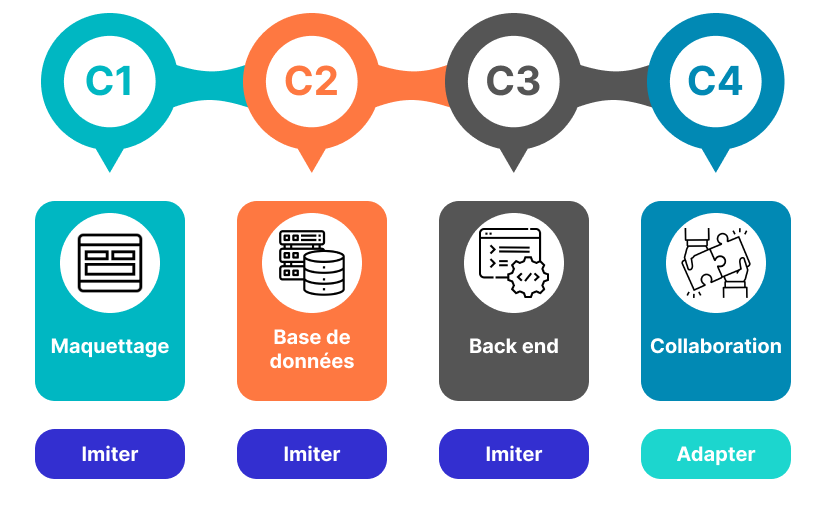 C1
C2
C3
C4
Maquettage
Base de
données
Back end
Collaboration
Imiter
Imiter
Imiter
Adapter